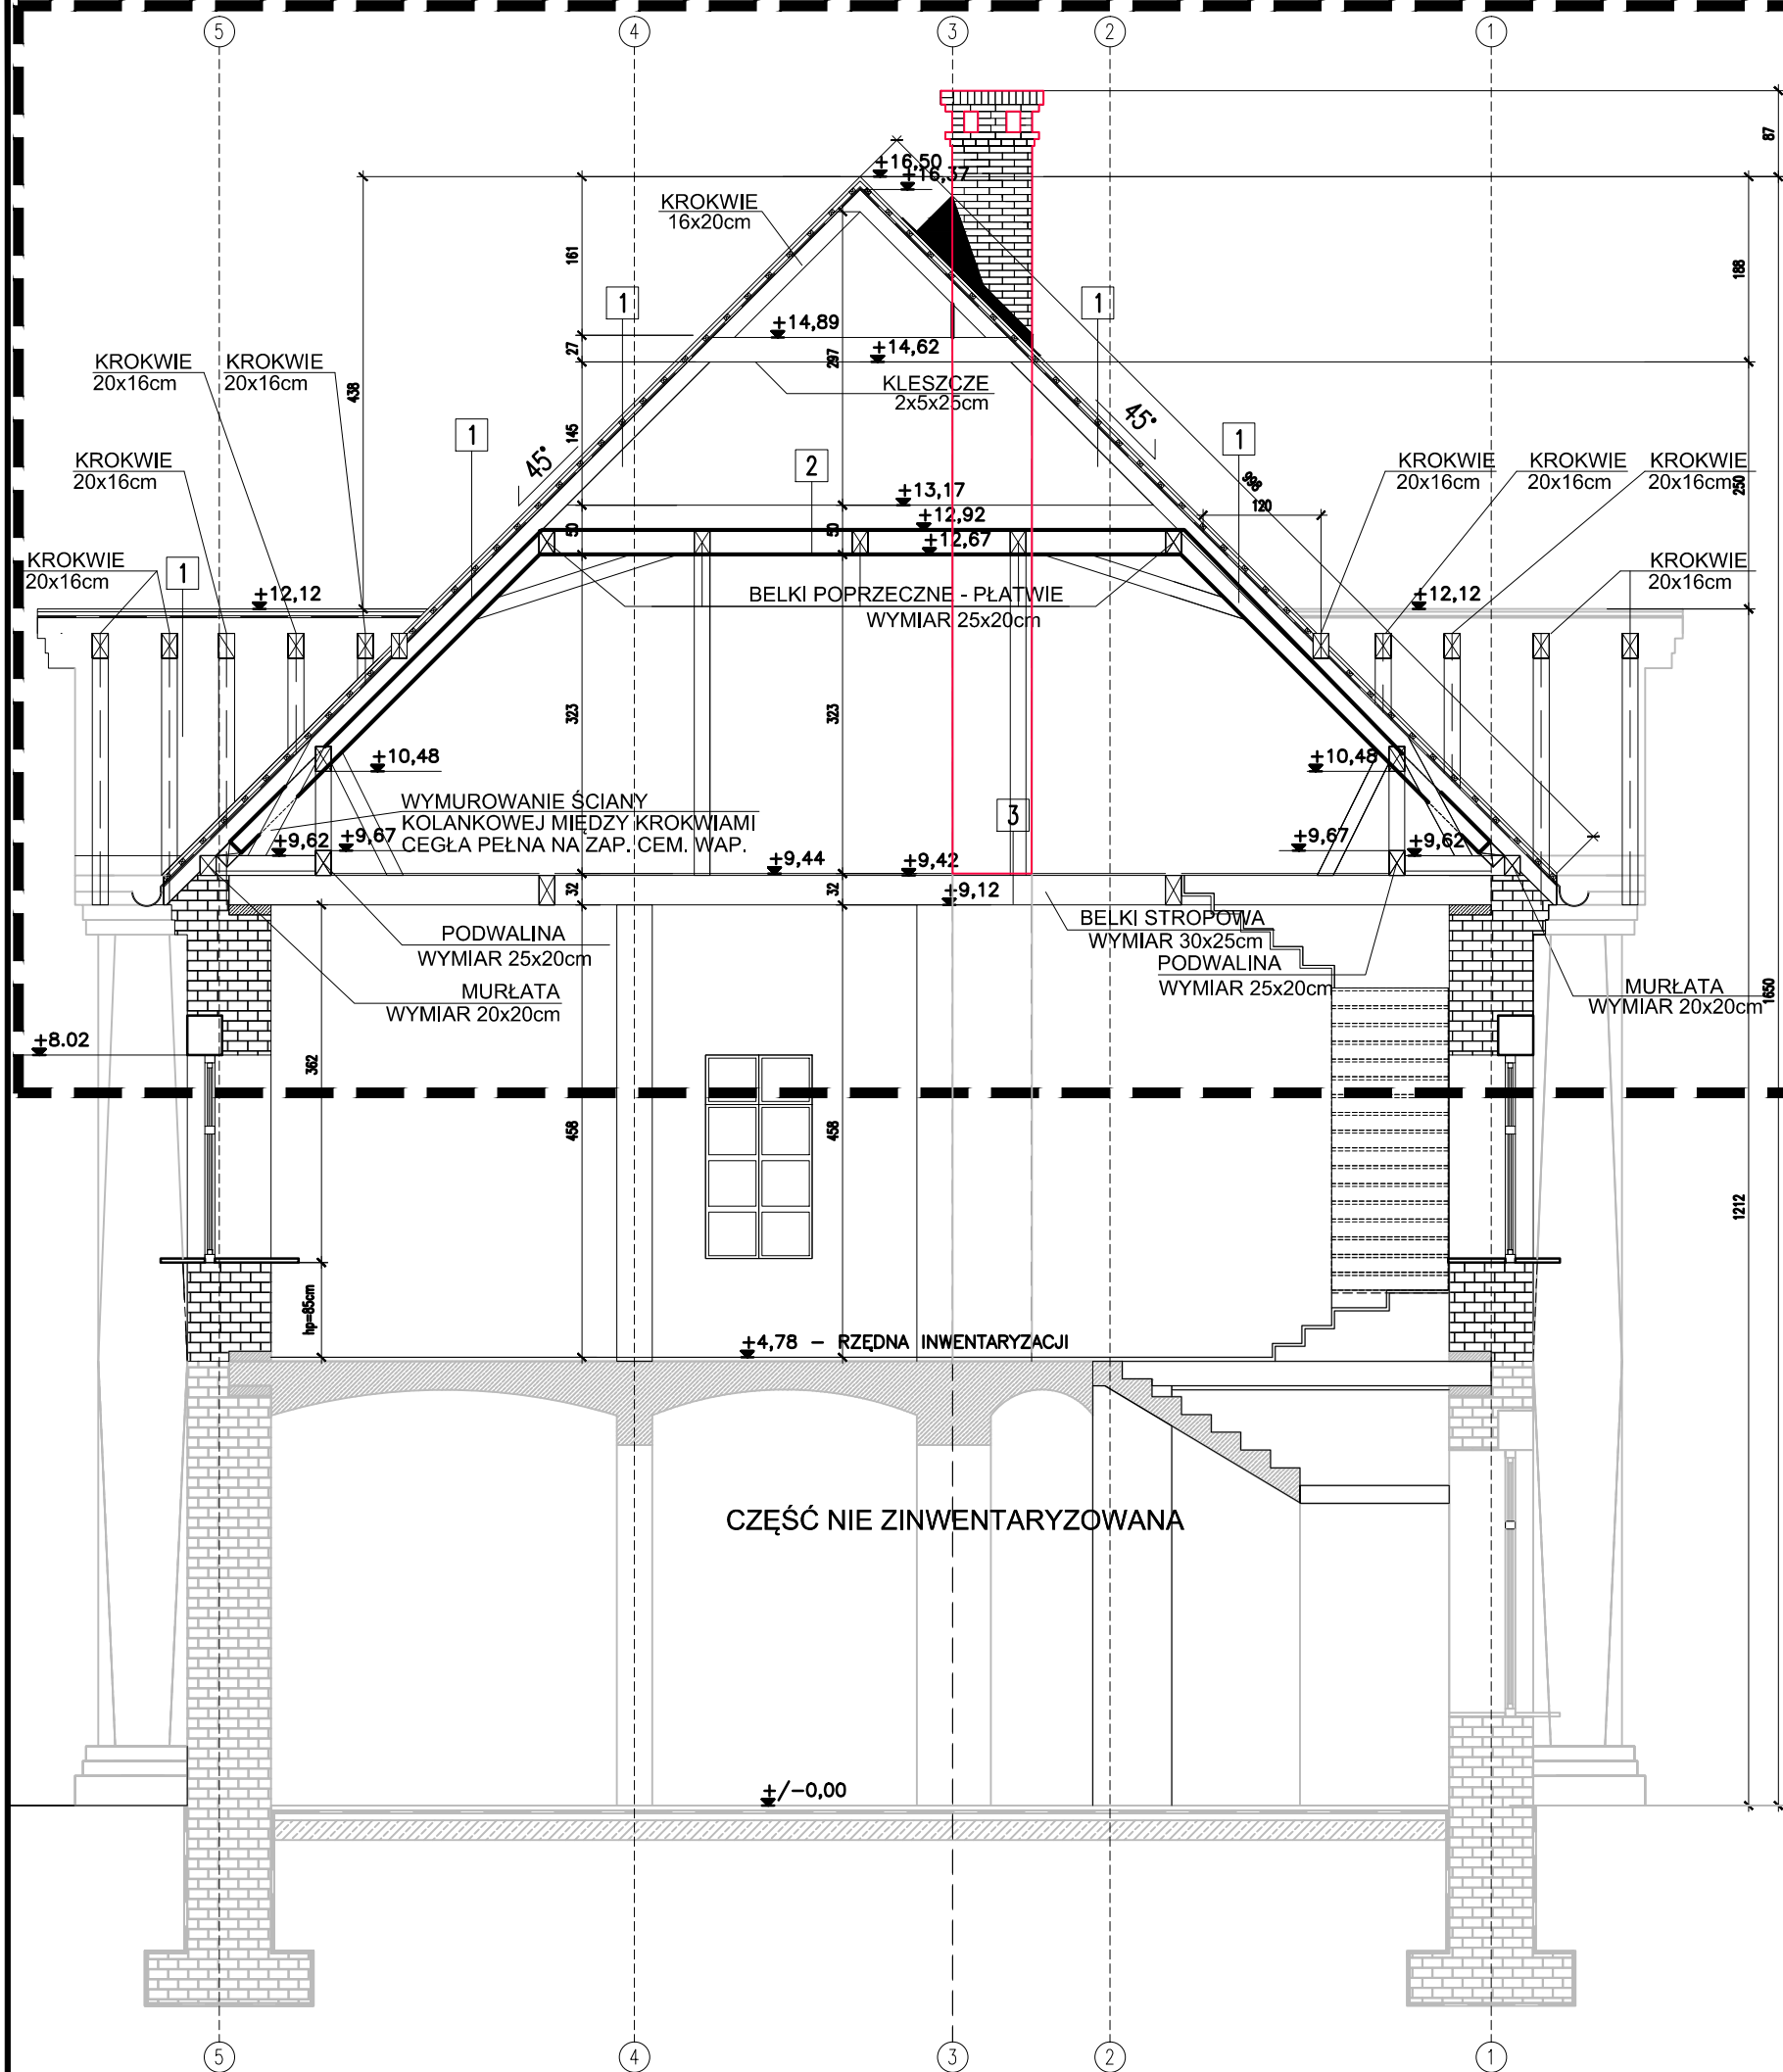 5 4 3 2 1
87
+16,50
+16,37
KROKWIE
16x20cm
161
188
1 1
+14,89
27
+14,62
297
KROKWIE KROKWIE
20x16cm 20x16cm
438
KLESZCZE
2x5x25cm
1 45° 145 45° 1
2
KROKWIE
20x16cm
KROKWIE KROKWIE KROKWIE
20x16cm 20x16cm 20x16cm
998
250
120
+13,17
+12,92
50 50
+12,67
KROKWIE
20x16cm
1
KROKWIE
20x16cm
+12,12 +12,12
BELKI POPRZECZNE - PŁATWIE
WYMIAR 25x20cm
323 323
+10,48 +10,48
WYMUROWANIE ŚCIANY
KOLANKOWEJ MIĘDZY KROKWIAMI
CEGŁA PEŁNA NA ZAP. CEM. WAP.
3
+9,62 +9,67 +9,67 +9,62
+9,44 +9,42
32 32
+9,12
BELKI STROPOWA
WYMIAR 30x25cm
PODWALINA
WYMIAR 25x20cm
PODWALINA
WYMIAR 25x20cm
MURŁATA
WYMIAR 20x20cm
MURŁATA
WYMIAR 20x20cm
1650
+8.02
362
458 458
1212
hp=85cm
+4,78 - RZĘDNA INWENTARYZACJI
CZĘŚĆ NIE ZINWENTARYZOWANA
+/-0,00
5 4 3 2 1